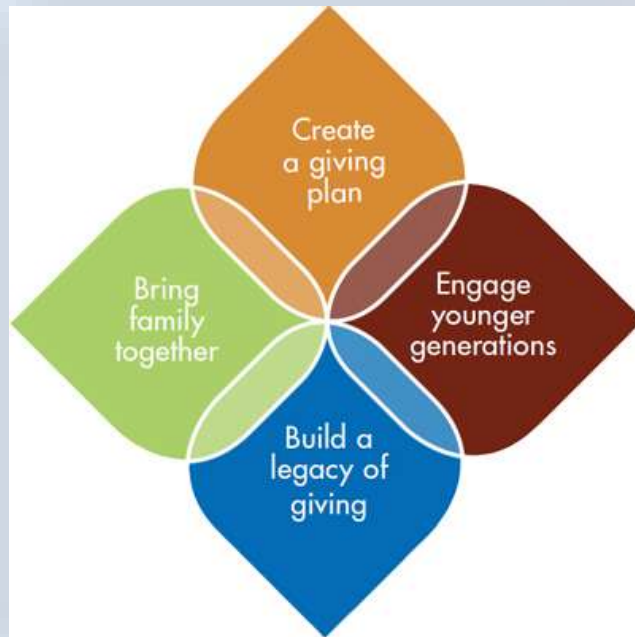 Create
a giving
plan
Bring
family
together
Engage
younger
generations
Build a
legacy of
giving